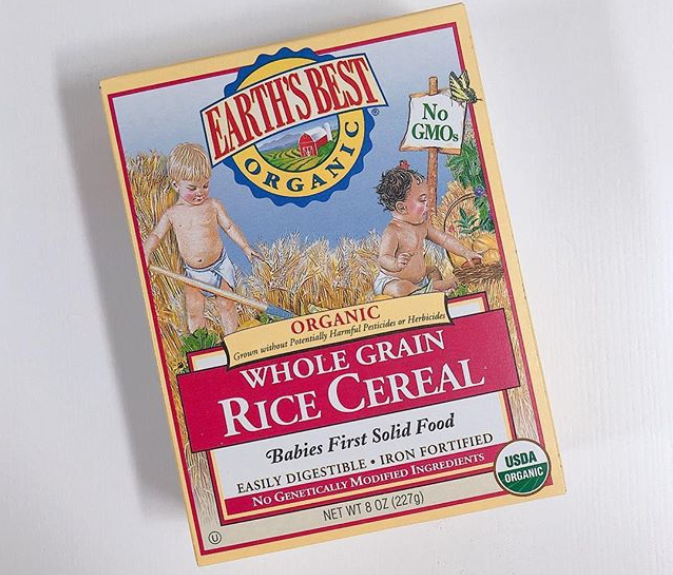 EARTH'S BEST
®
ORGANIC
No
GMOs
ORGANIC
Grown without Potentially Harmful Pesticides or Herbicides
WHOLE GRAIN
RICE CEREAL
Babies First Solid Food
EASILY DIGESTIBLE • IRON FORTIFIED
NO GENETICALLY MODIFIED INGREDIENTS
USDA
ORGANIC
NET WT 8 OZ (227g)
U